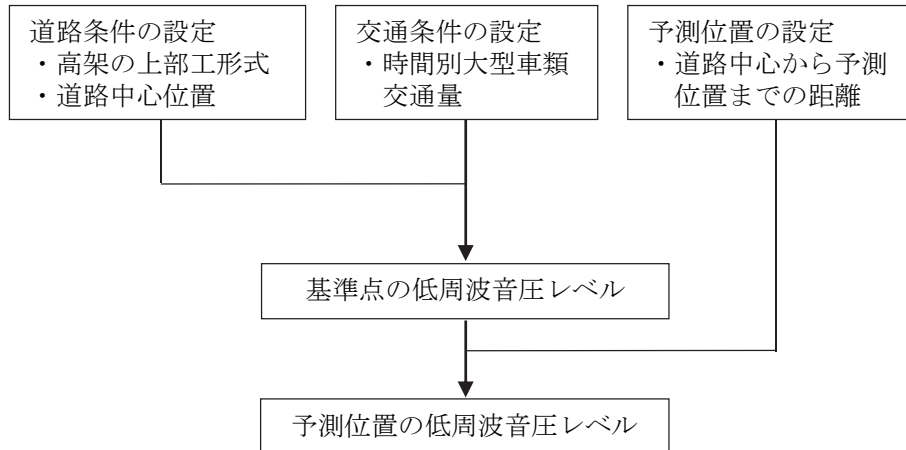 道路条件の設定
・高架の上部工形式
・道路中心位置
交通条件の設定
・時間別大型車類
交通量
予測位置の設定
・道路中心から予測
位置までの距離
基準点の低周波音圧レベル
予測位置の低周波音圧レベル